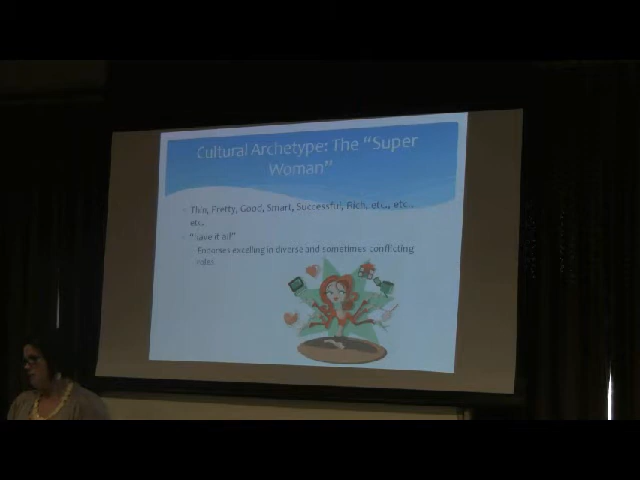 Cultural Archetype: The "Super
Woman"
Thin, Pretty, Good, Smart, Successful, Rich, etc., etc.,
etc.
"Have it all"
Endorses excelling in diverse and sometimes conflicting
roles